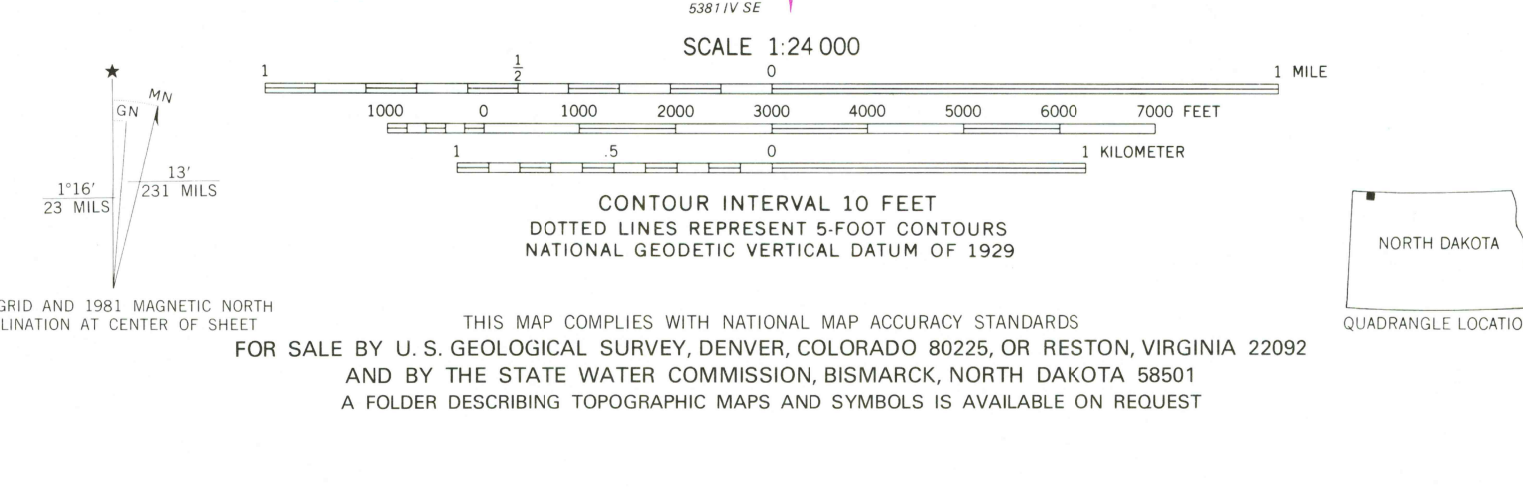 5381 IV SE
SCALE 1:24 000
1 1/2 0 1 MILE
1000 0 1000 2000 3000 4000 5000 6000 7000 FEET
1 .5 0 1 KILOMETER
CONTOUR INTERVAL 10 FEET
DOTTED LINES REPRESENT 5-FOOT CONTOURS
NATIONAL GEODETIC VERTICAL DATUM OF 1929
★
MN
GN
1°16′
23 MILS
13′
231 MILS
GRID AND 1981 MAGNETIC NORTH
LINATION AT CENTER OF SHEET
NORTH DAKOTA
QUADRANGLE LOCATIO
THIS MAP COMPLIES WITH NATIONAL MAP ACCURACY STANDARDS
FOR SALE BY U. S. GEOLOGICAL SURVEY, DENVER, COLORADO 80225, OR RESTON, VIRGINIA 22092
AND BY THE STATE WATER COMMISSION, BISMARCK, NORTH DAKOTA 58501
A FOLDER DESCRIBING TOPOGRAPHIC MAPS AND SYMBOLS IS AVAILABLE ON REQUEST